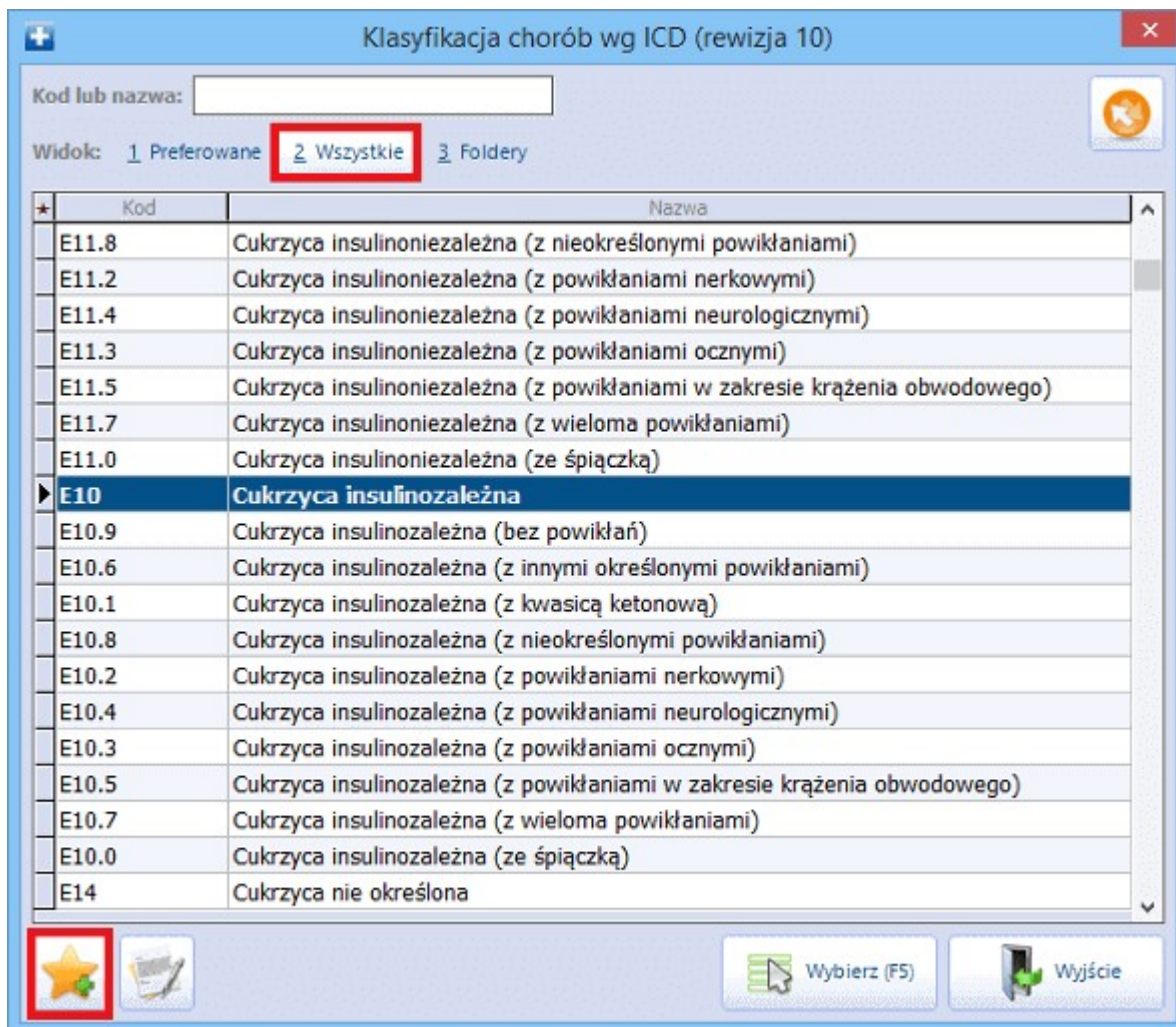 Klasyfikacja chorób wg ICD (rewizja 10)
Kod lub nazwa:
Widok: 1 Preferowane 2 Wszystkie 3 Foldery
Kod Nazwa
E11.8 Cukrzyca insulinoniezależna (z nieokreślonymi powikłaniami)
E11.2 Cukrzyca insulinoniezależna (z powikłaniami nerkowymi)
E11.4 Cukrzyca insulinoniezależna (z powikłaniami neurologicznymi)
E11.3 Cukrzyca insulinoniezależna (z powikłaniami ocznymi)
E11.5 Cukrzyca insulinoniezależna (z powikłaniami w zakresie krążenia obwodowego)
E11.7 Cukrzyca insulinoniezależna (z wieloma powikłaniami)
E11.0 Cukrzyca insulinoniezależna (ze śpiączką)
E10 Cukrzyca insulinozależna
E10.9 Cukrzyca insulinozależna (bez powikłań)
E10.6 Cukrzyca insulinozależna (z innymi określonymi powikłaniami)
E10.1 Cukrzyca insulinozależna (z kwasicą ketonową)
E10.8 Cukrzyca insulinozależna (z nieokreślonymi powikłaniami)
E10.2 Cukrzyca insulinozależna (z powikłaniami nerkowymi)
E10.4 Cukrzyca insulinozależna (z powikłaniami neurologicznymi)
E10.3 Cukrzyca insulinozależna (z powikłaniami ocznymi)
E10.5 Cukrzyca insulinozależna (z powikłaniami w zakresie krążenia obwodowego)
E10.7 Cukrzyca insulinozależna (z wieloma powikłaniami)
E10.0 Cukrzyca insulinozależna (ze śpiączką)
E14 Cukrzyca nie określona
Wybierz (F5) Wyjście